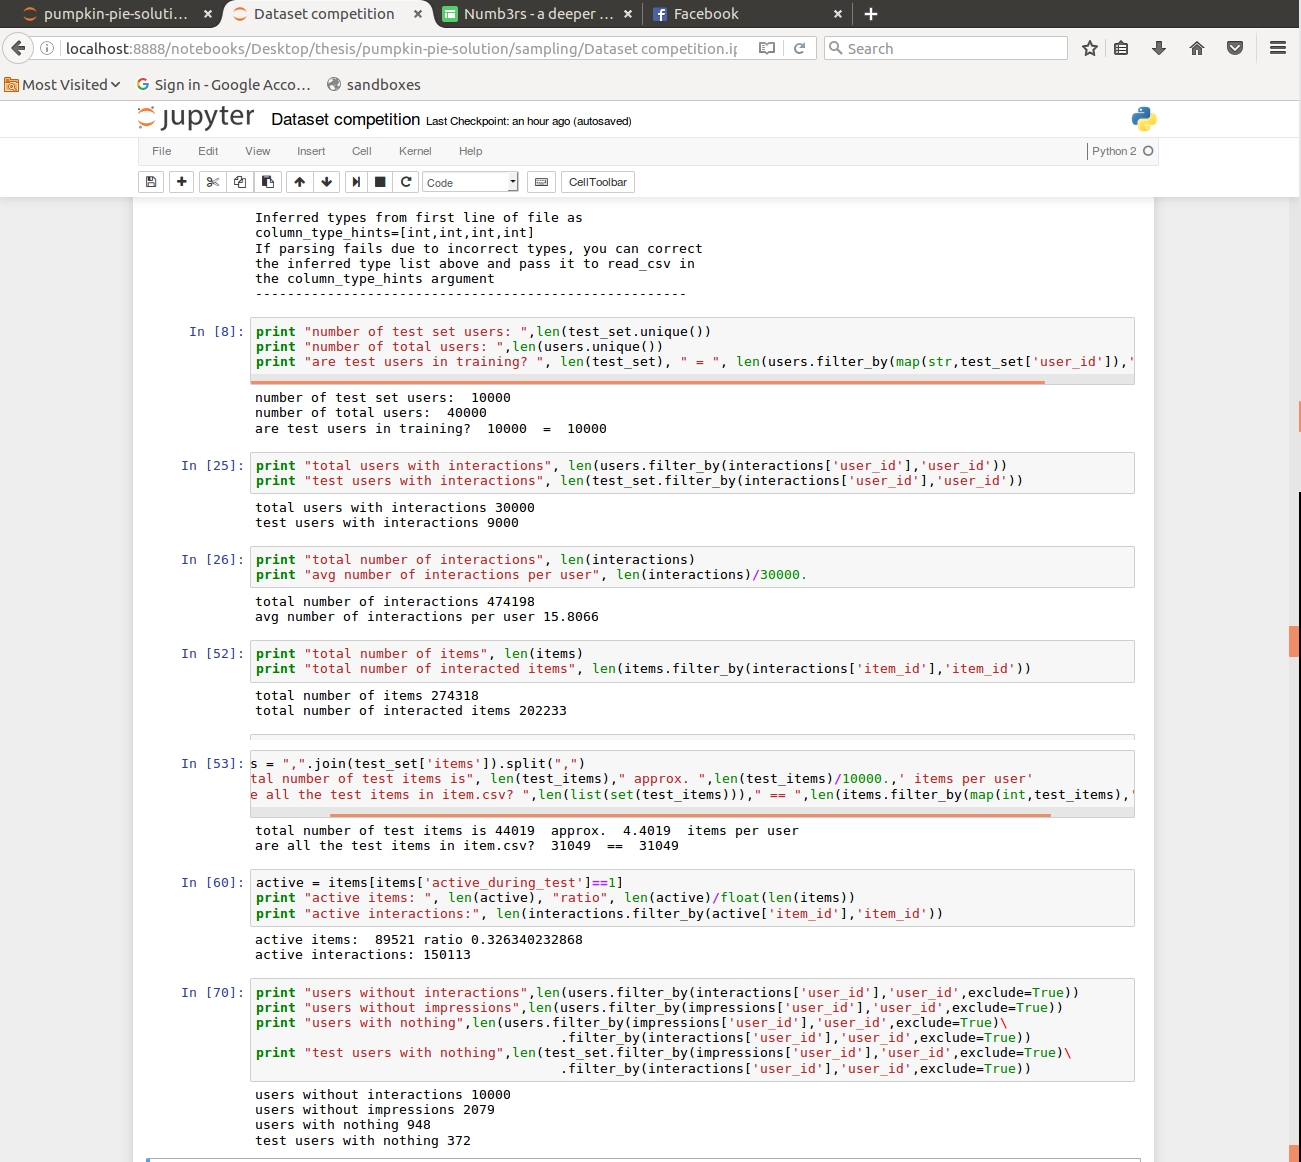 pumpkin-pie-soluti... × Dataset competition × Numb3rs - a deeper ... × Facebook × +
localhost:8888/notebooks/Desktop/thesis/pumpkin-pie-solution/sampling/Dataset competition.ip Search
Most Visited Sign in - Google Acco... sandboxes
jupyter Dataset competition Last Checkpoint: an hour ago (autosaved)
File Edit View Insert Cell Kernel Help Python 2
Code CellToolbar
Inferred types from first line of file as
column_type_hints=[int,int,int,int]
If parsing fails due to incorrect types, you can correct
the inferred type list above and pass it to read_csv in
the column_type_hints argument
------------------------------------------------------
In [8]: print "number of test set users: ",len(test_set.unique())
print "number of total users: ",len(users.unique())
print "are test users in training? ", len(test_set), " = ", len(users.filter_by(map(str,test_set['user_id']),'
number of test set users:  10000
number of total users:  40000
are test users in training?  10000  =  10000
In [25]: print "total users with interactions", len(users.filter_by(interactions['user_id'],'user_id'))
print "test users with interactions", len(test_set.filter_by(interactions['user_id'],'user_id'))
total users with interactions 30000
test users with interactions 9000
In [26]: print "total number of interactions", len(interactions)
print "avg number of interactions per user", len(interactions)/30000.
total number of interactions 474198
avg number of interactions per user 15.8066
In [52]: print "total number of items", len(items)
print "total number of interacted items", len(items.filter_by(interactions['item_id'],'item_id'))
total number of items 274318
total number of interacted items 202233
In [53]: s = ",".join(test_set['items']).split(",")
tal number of test items is", len(test_items)," approx. ",len(test_items)/10000.,' items per user'
e all the test items in item.csv? ",len(list(set(test_items)))," == ",len(items.filter_by(map(int,test_items),'
total number of test items is 44019  approx.  4.4019  items per user
are all the test items in item.csv?  31049  ==  31049
In [60]: active = items[items['active_during_test']==1]
print "active items: ", len(active), "ratio", len(active)/float(len(items))
print "active interactions:", len(interactions.filter_by(active['item_id'],'item_id'))
active items:  89521 ratio 0.326340232868
active interactions: 150113
In [70]: print "users without interactions",len(users.filter_by(interactions['user_id'],'user_id',exclude=True))
print "users without impressions",len(users.filter_by(impressions['user_id'],'user_id',exclude=True))
print "users with nothing",len(users.filter_by(impressions['user_id'],'user_id',exclude=True)\
.filter_by(interactions['user_id'],'user_id',exclude=True))
print "test users with nothing",len(test_set.filter_by(impressions['user_id'],'user_id',exclude=True)\
.filter_by(interactions['user_id'],'user_id',exclude=True))
users without interactions 10000
users without impressions 2079
users with nothing 948
test users with nothing 372